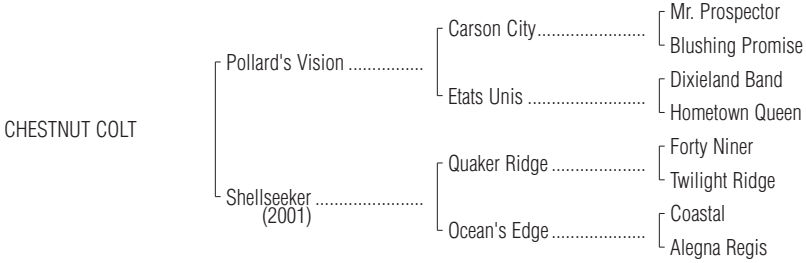 Mr. Prospector
Carson City.......................
Blushing Promise
Pollard's Vision ................
Dixieland Band
Etats Unis .........................
Hometown Queen
CHESTNUT COLT
Forty Niner
Quaker Ridge ....................
Twilight Ridge
Shellseeker .......................
(2001)
Coastal
Ocean's Edge ....................
Alegna Regis